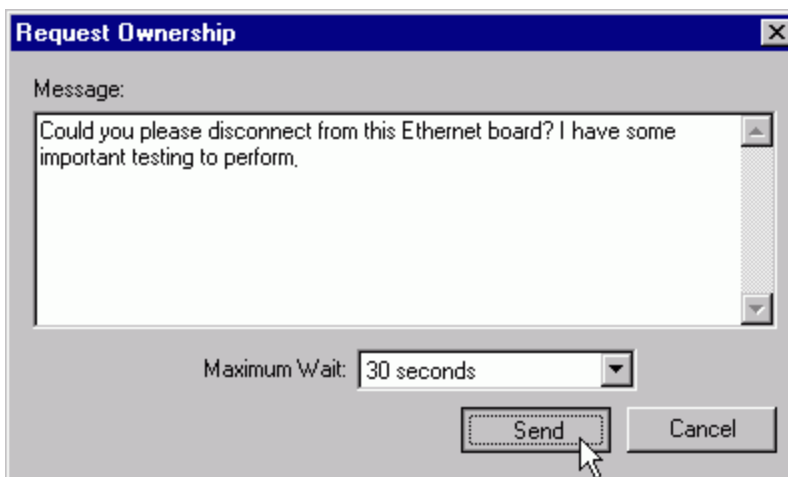 Request Ownership
Message:
Could you please disconnect from this Ethernet board? I have some
important testing to perform.
Maximum Wait: 30 seconds
Send Cancel